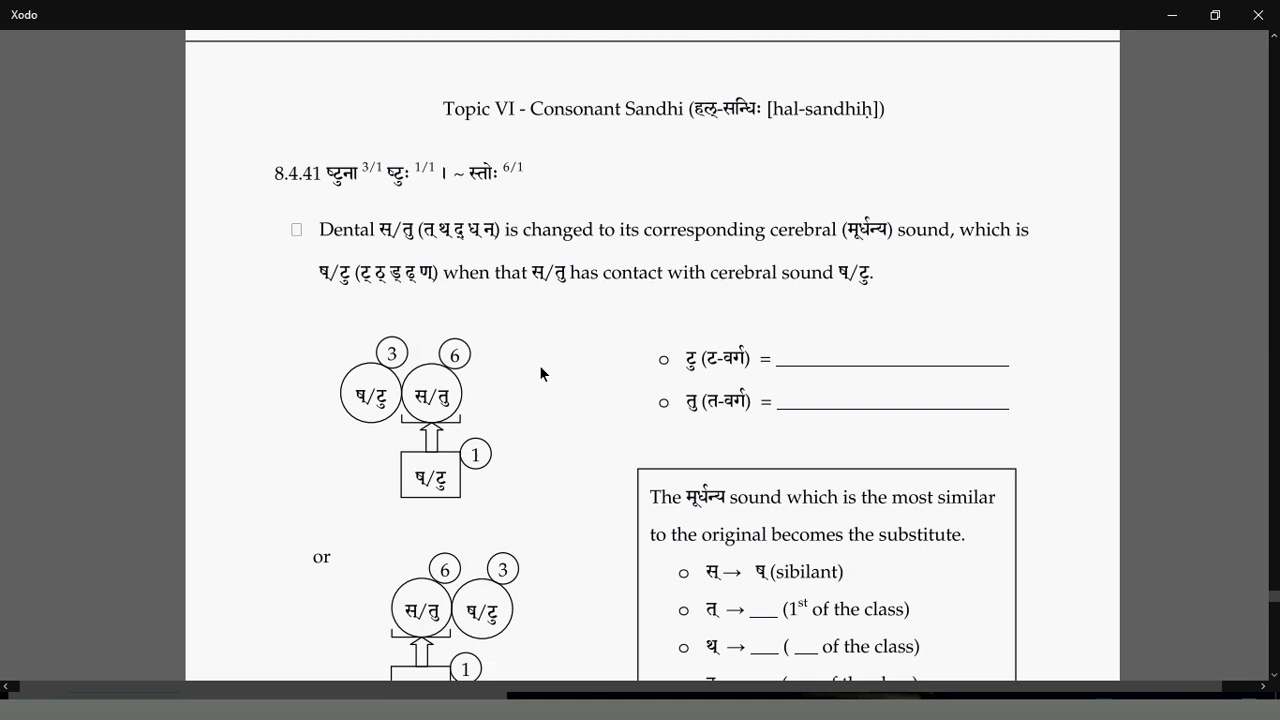 Xodo
Topic VI - Consonant Sandhi (हल्-सन्धिः [hal-sandhiḥ])
8.4.41 ष्टुना 3/1 ष्टुः 1/1 । ~ स्तोः 6/1
Dental स्/तु (त् थ् द् ध् न्) is changed to its corresponding cerebral (मूर्धन्य) sound, which is
ष्/टु (ट् ठ् ड् ढ् ण्) when that स्/तु has contact with cerebral sound ष्/टु.
3 6
ष्/टु स्/तु
1
ष्/टु
o टु (ट-वर्ग) = ____
o तु (त-वर्ग) = ____
or
6 3
स्/तु ष्/टु
1
The मूर्धन्य sound which is the most similar
to the original becomes the substitute.
o स् → ष् (sibilant)
o त् → ___ (1st of the class)
o थ् → ___ ( ___ of the class)